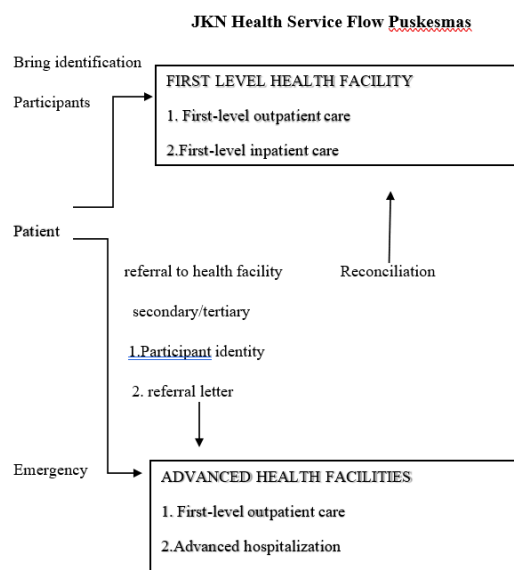 JKN Health Service Flow Puskesmas
Bring identification
Participants
FIRST LEVEL HEALTH FACILITY
1. First-level outpatient care
2.First-level inpatient care
Patient
referral to health facility
secondary/tertiary
1.Participant identity
2. referral letter
Reconciliation
Emergency
ADVANCED HEALTH FACILITIES
1. First-level outpatient care
2.Advanced hospitalization